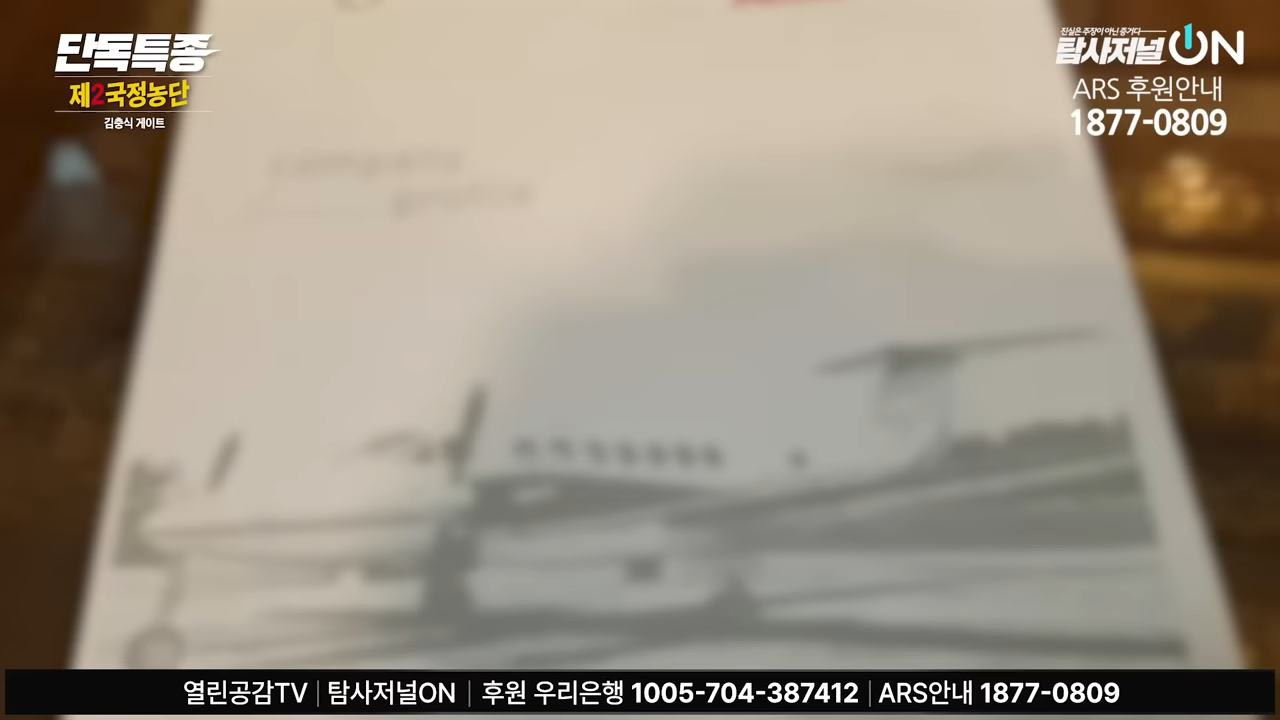 단독특종
제2국정농단
김충식 게이트
진실은 주장이 아닌 증거다
탐사저널ON
ARS 후원안내
1877-0809
company
profile
열린공감TV | 탐사저널ON | 후원 우리은행 1005-704-387412 | ARS안내 1877-0809